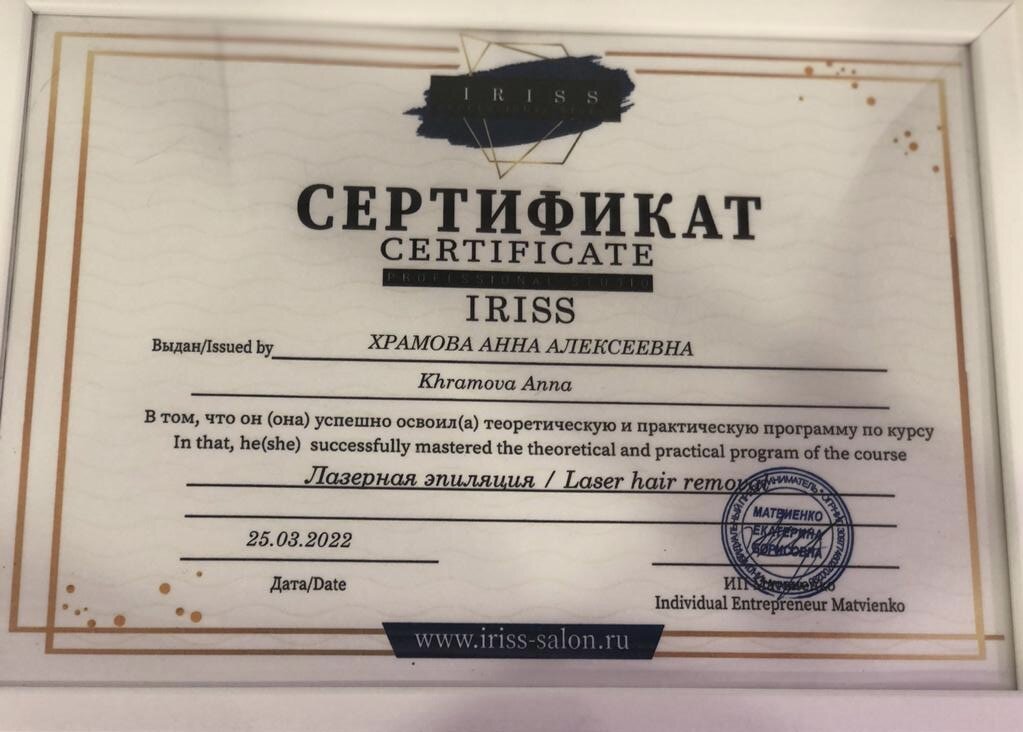 IRISS
СЕРТИФИКАТ
CERTIFICATE
PROFESSIONAL STUDIO
IRISS
Выдан/Issued by ХРАМОВА АННА АЛЕКСЕЕВНА
Khramova Anna
В том, что он (она) успешно освоил(а) теоретическую и практическую программу по курсу
In that, he(she) successfully mastered the theoretical and practical program of the course
Лазерная эпиляция / Laser hair removal
МАТВИЕНКО
ЕКАТЕРИНА
БОРИСОВНА
25.03.2022
Дата/Date
ИП Матвиенко
Individual Entrepreneur Matvienko
www.iriss-salon.ru